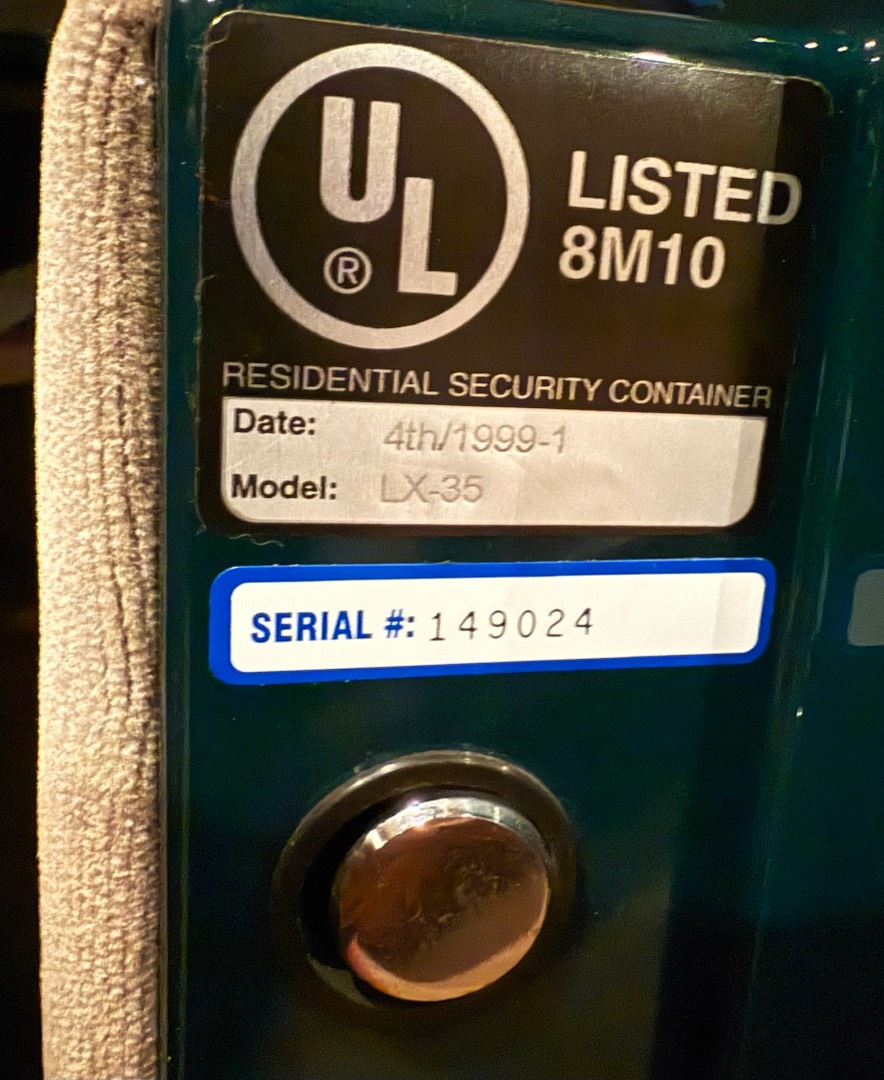 UL
®
LISTED
8M10
RESIDENTIAL SECURITY CONTAINER
Date: 4th/1999-1
Model: LX-35
SERIAL #: 149024